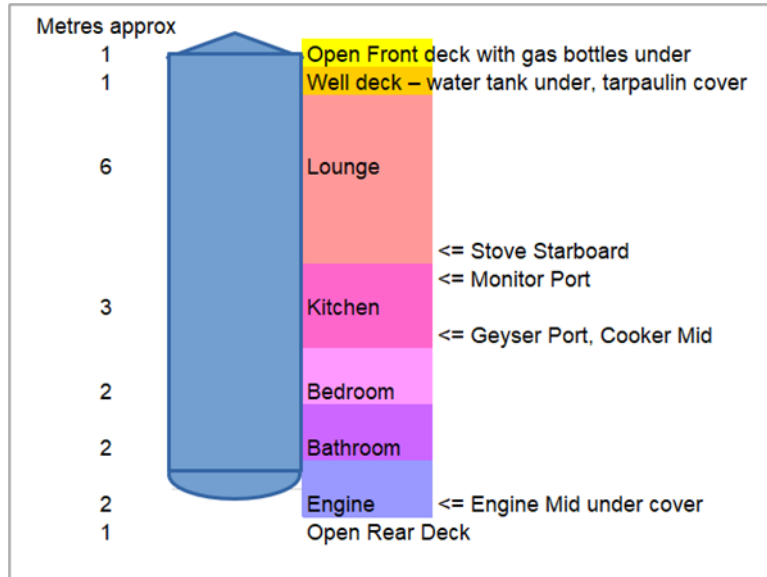 Metres approx
1 Open Front deck with gas bottles under
1 Well deck – water tank under, tarpaulin cover
6 Lounge
<= Stove Starboard
<= Monitor Port
3 Kitchen
<= Geyser Port, Cooker Mid
2 Bedroom
2 Bathroom
2 Engine <= Engine Mid under cover
1 Open Rear Deck